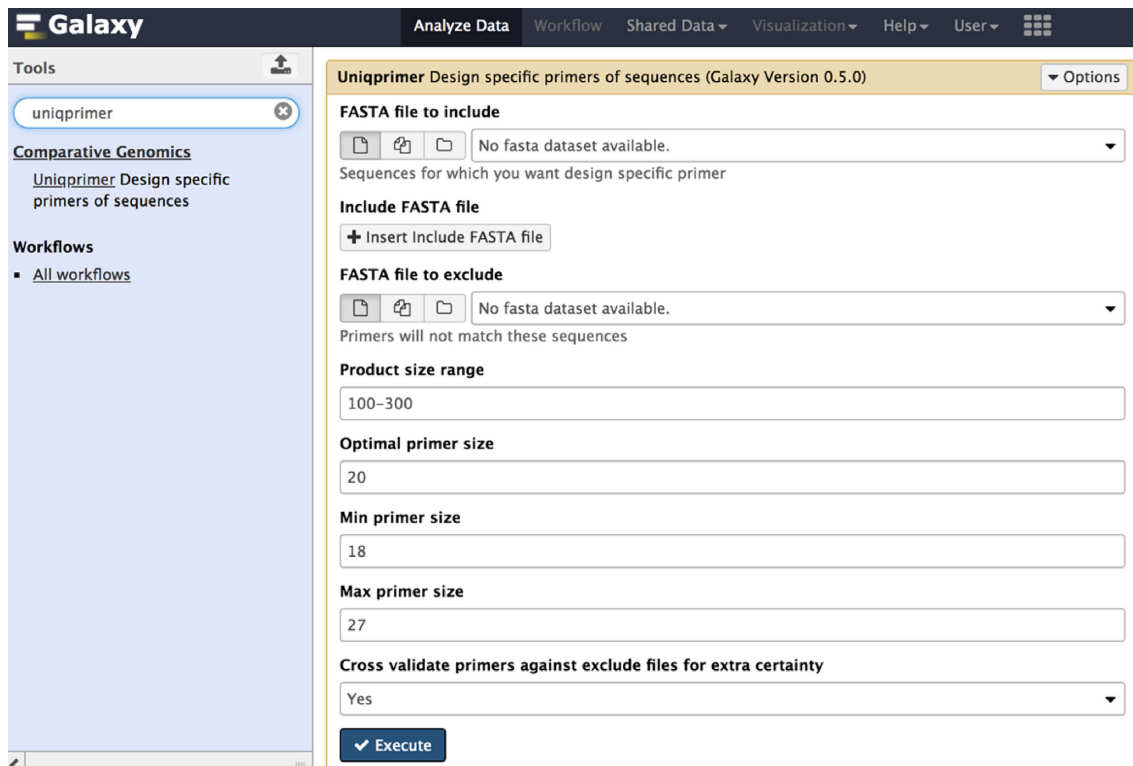 Galaxy
Analyze Data Workflow Shared Data Visualization Help User
Tools
uniqprimer
Comparative Genomics
Uniqprimer Design specific
primers of sequences
Workflows
All workflows
Uniqprimer Design specific primers of sequences (Galaxy Version 0.5.0)
Options
FASTA file to include
No fasta dataset available.
Sequences for which you want design specific primer
Include FASTA file
Insert Include FASTA file
FASTA file to exclude
No fasta dataset available.
Primers will not match these sequences
Product size range
100-300
Optimal primer size
20
Min primer size
18
Max primer size
27
Cross validate primers against exclude files for extra certainty
Yes
Execute